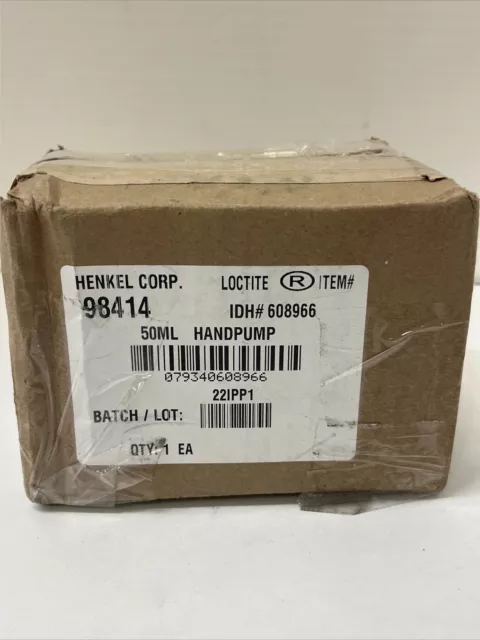 HENKEL CORP. LOCTITE ® ITEM#
98414 IDH# 608966
50ML HANDPUMP
079340608966
22IPP1
BATCH / LOT:
QTY: 1 EA